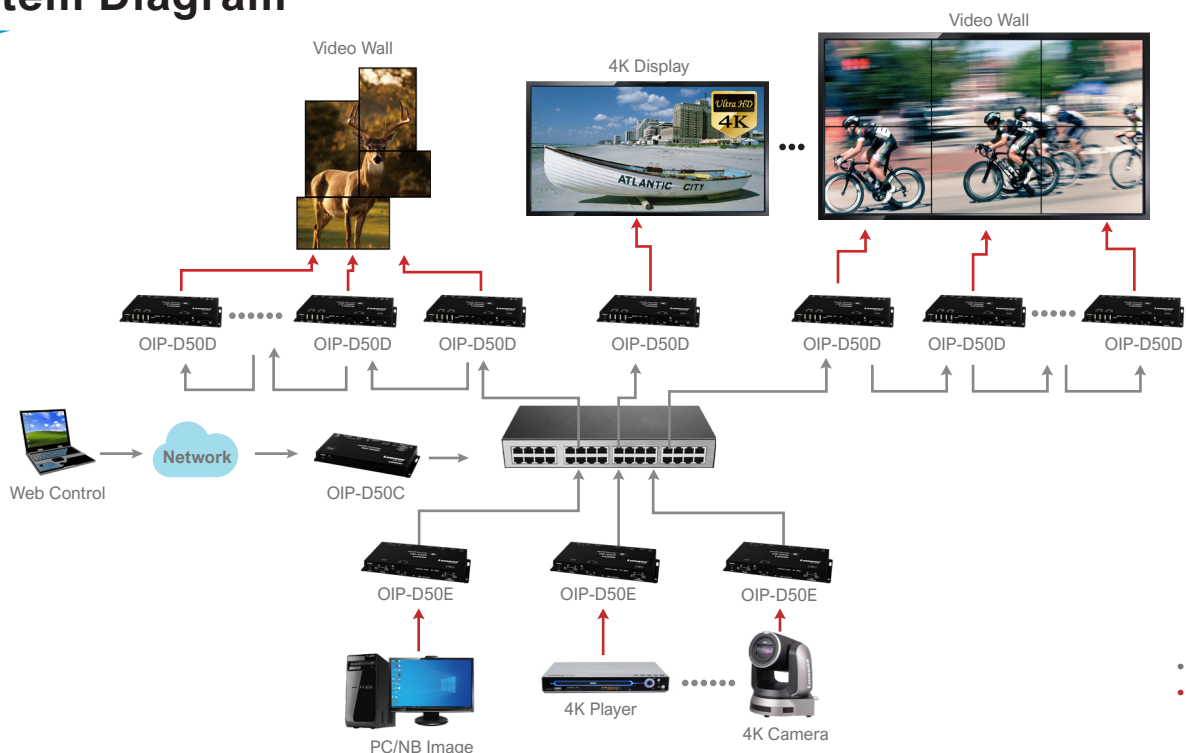 tem Diagram
Video Wall
4K Display
Video Wall
Ultra HD
4K
ATLANTIC CITY
OIP-D50D
OIP-D50D
OIP-D50D
OIP-D50D
OIP-D50D
OIP-D50D
OIP-D50D
Web Control
Network
OIP-D50C
OIP-D50E
OIP-D50E
OIP-D50E
PC/NB Image
4K Player
4K Camera